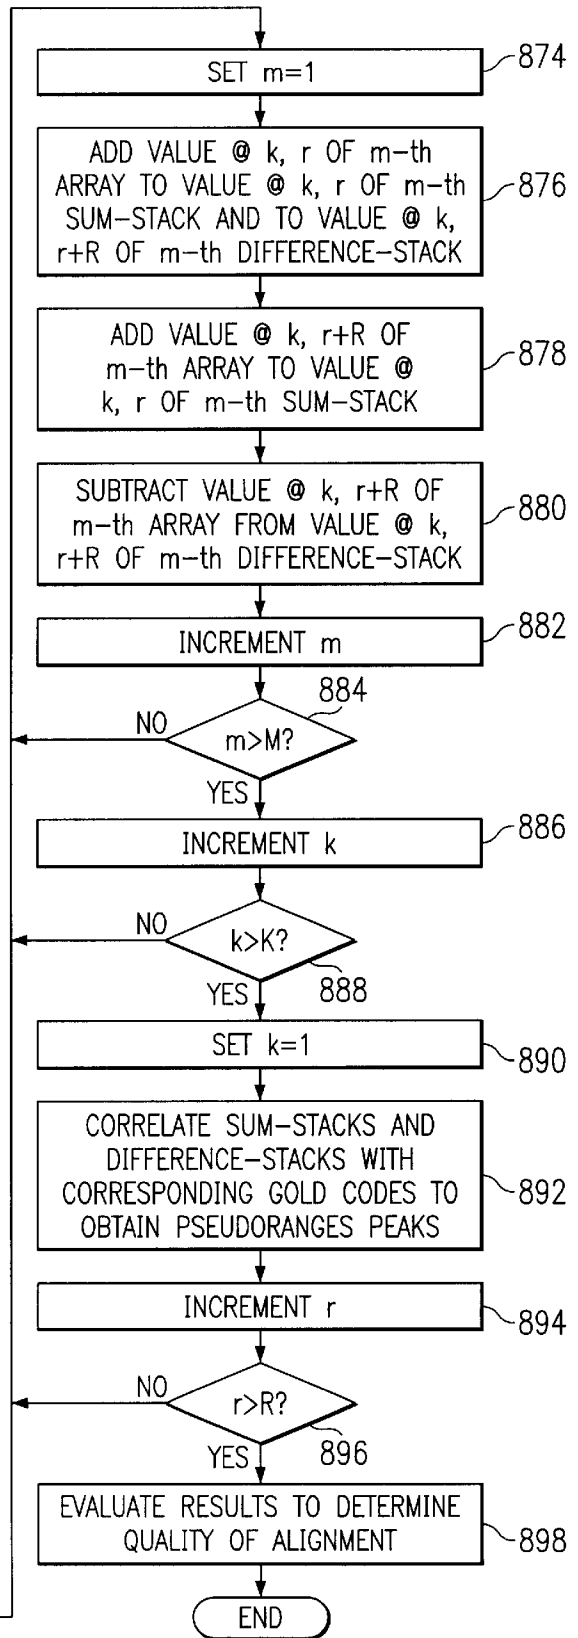 SET m=1
874
ADD VALUE @ k, r OF m-th
ARRAY TO VALUE @ k, r OF m-th
SUM-STACK AND TO VALUE @ k,
r+R OF m-th DIFFERENCE-STACK
876
ADD VALUE @ k, r+R OF
m-th ARRAY TO VALUE @
k, r OF m-th SUM-STACK
878
SUBTRACT VALUE @ k, r+R OF
m-th ARRAY FROM VALUE @ k,
r+R OF m-th DIFFERENCE-STACK
880
INCREMENT m
882
884
NO
m>M?
YES
INCREMENT k
886
NO
k>K?
888
YES
SET k=1
890
CORRELATE SUM-STACKS AND
DIFFERENCE-STACKS WITH
CORRESPONDING GOLD CODES TO
OBTAIN PSEUDORANGES PEAKS
892
INCREMENT r
894
NO
r>R?
896
YES
EVALUATE RESULTS TO DETERMINE
QUALITY OF ALIGNMENT
898
END